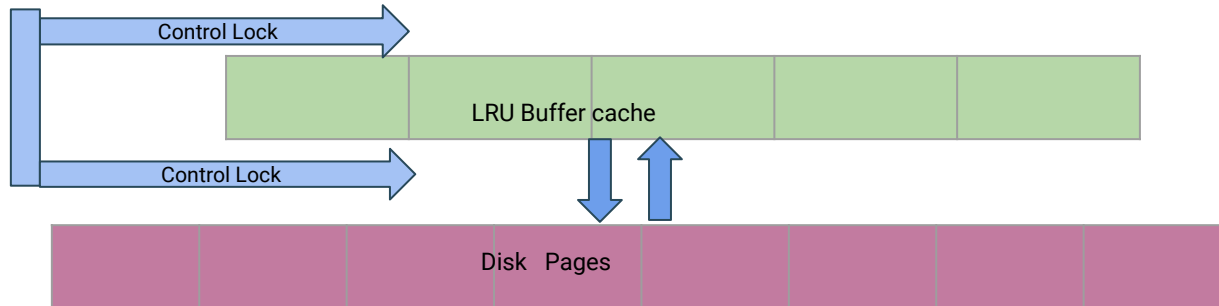 Control Lock
LRU Buffer cache
Control Lock
Disk Pages